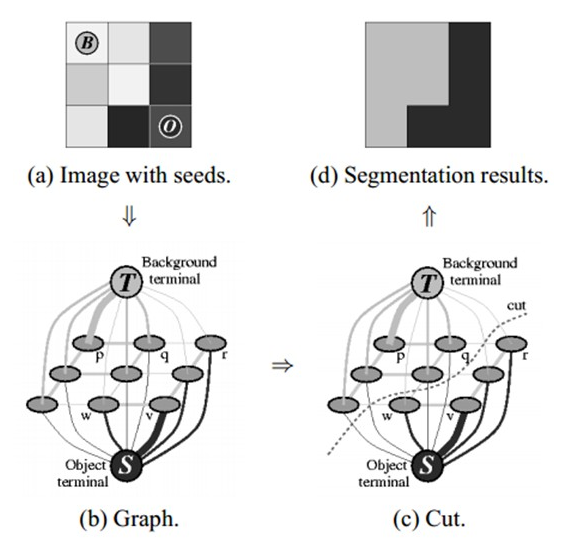 B
O
(a) Image with seeds.
(d) Segmentation results.
⇓
⇑
Background
terminal
T
p
q
r
w
v
Object
terminal
S
(b) Graph.
⇒
Background
terminal
T
cut
p
q
r
w
v
Object
terminal
S
(c) Cut.